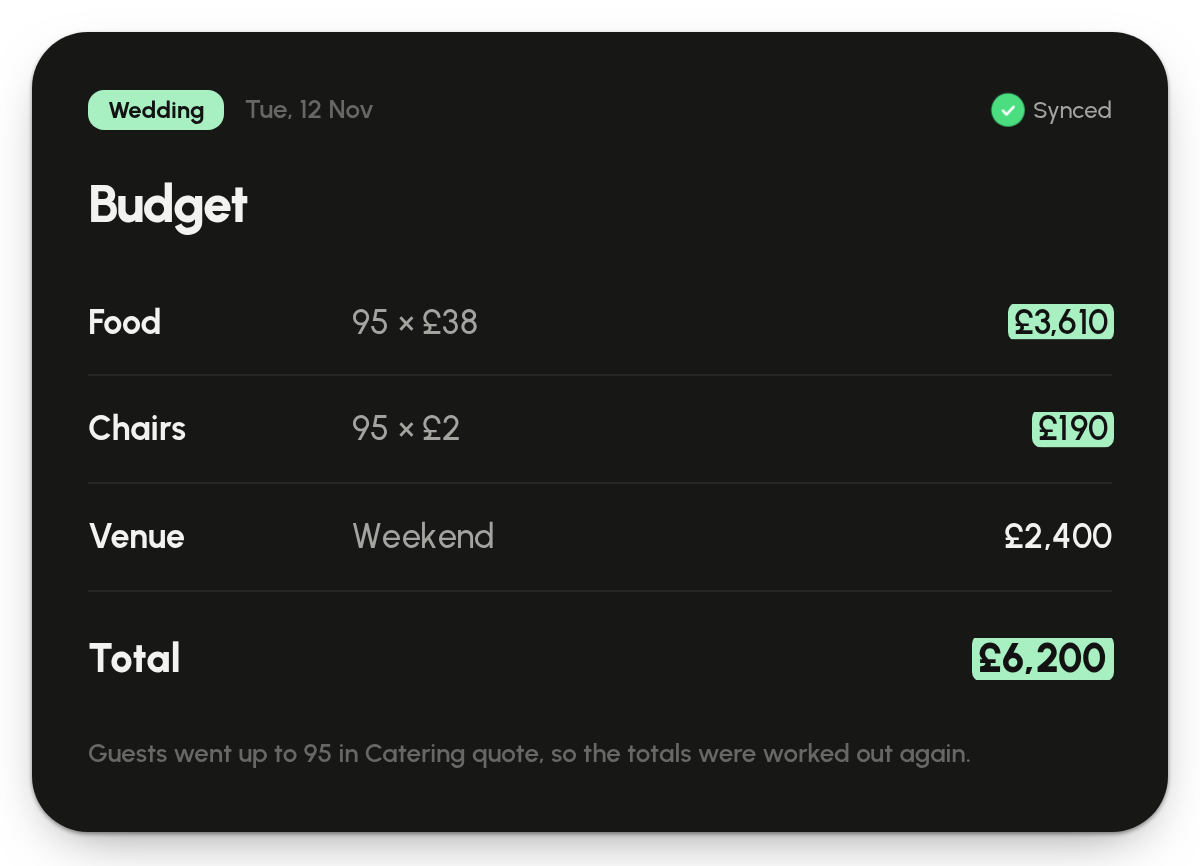 Wedding Tue, 12 Nov Synced
Budget
Food 95 × £38 £3,610
Chairs 95 × £2 £190
Venue Weekend £2,400
Total £6,200
Guests went up to 95 in Catering quote, so the totals were worked out again.